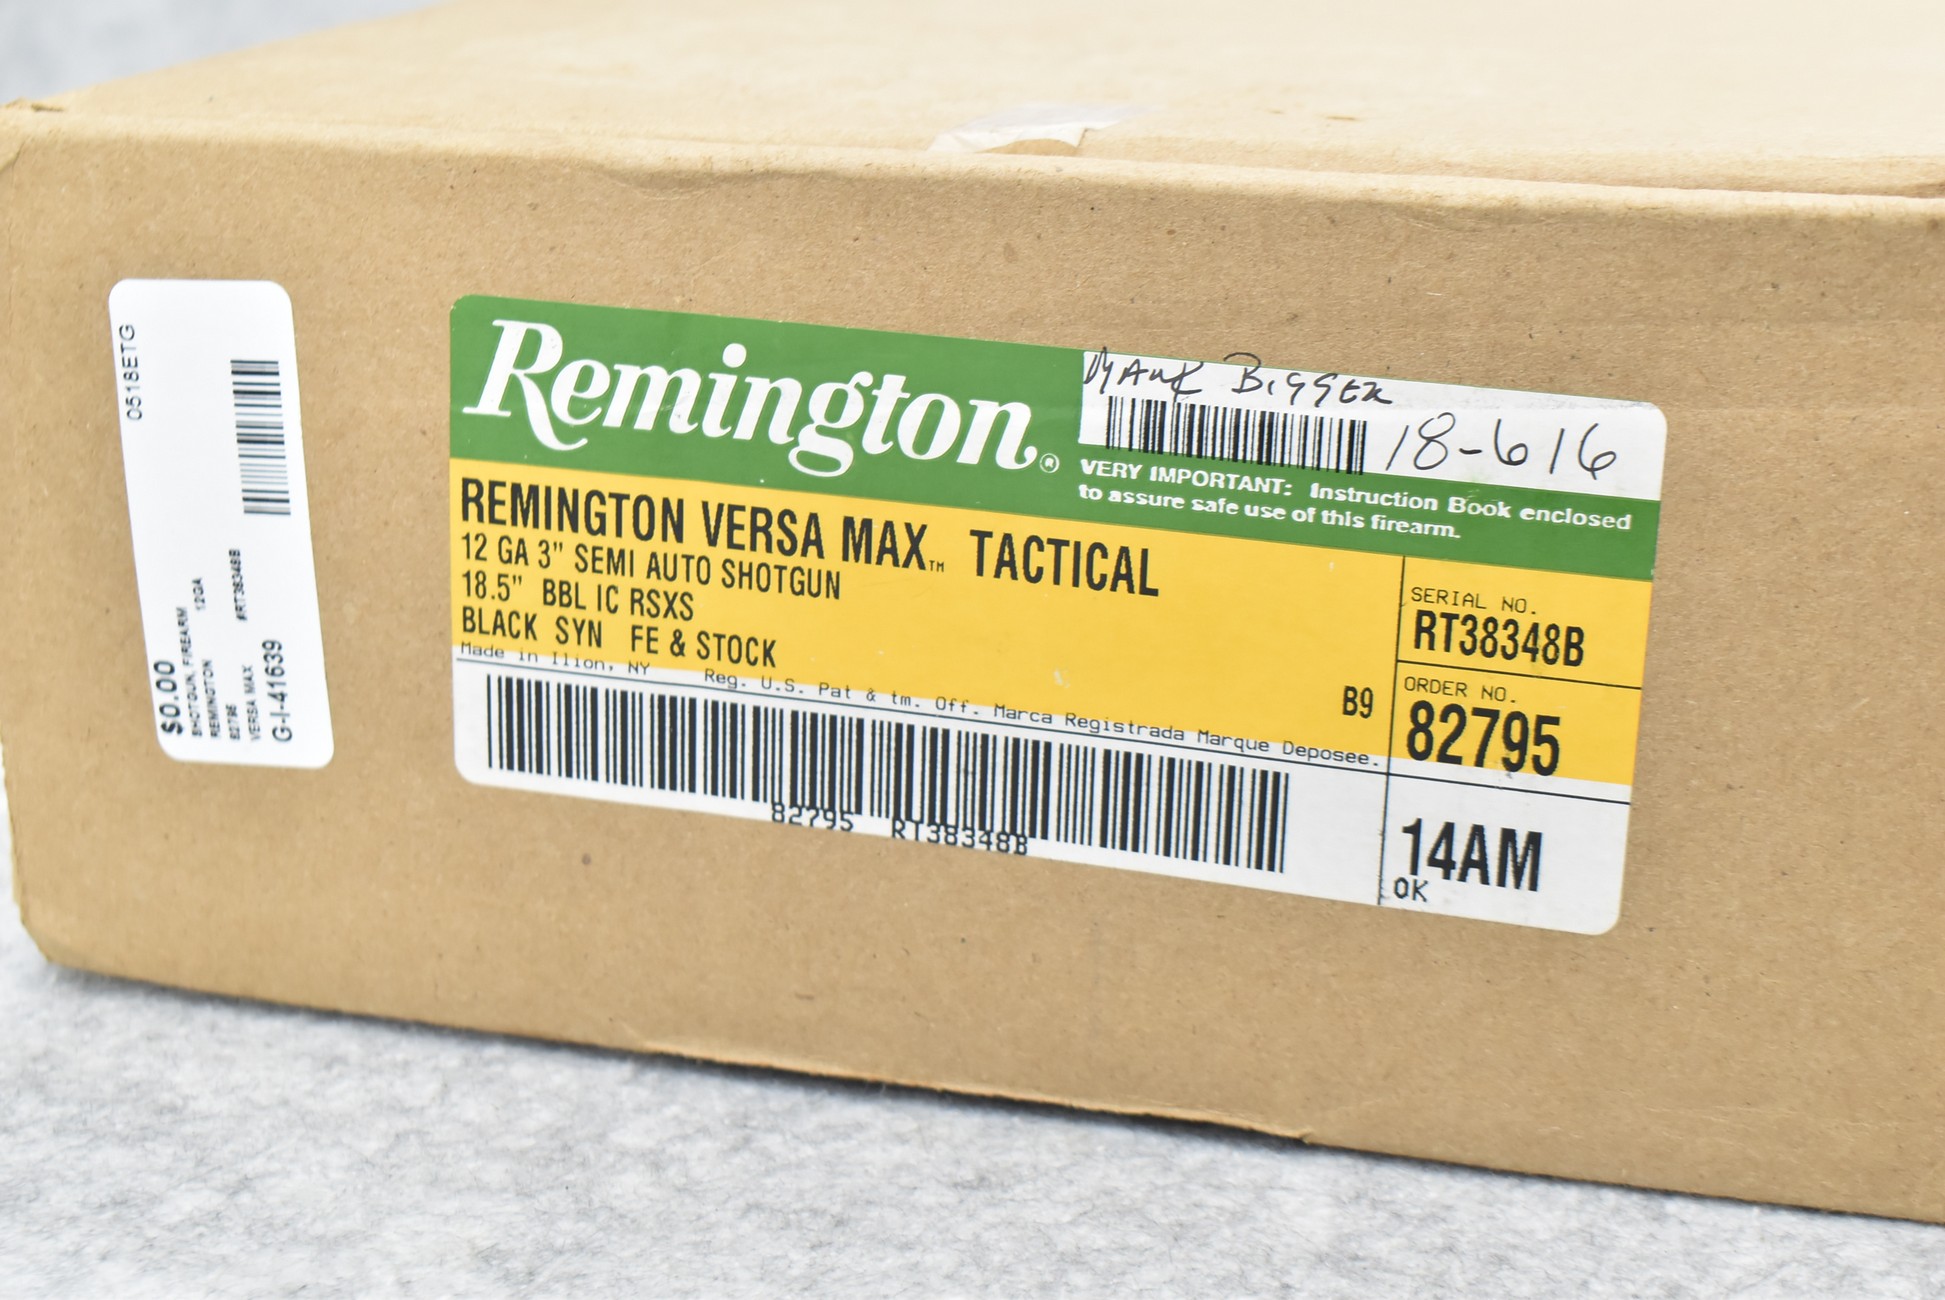 0518ETG
$0.00
SHOTGUN, FIREARM
REMINGTON 12GA
82795
VERSA MAX #RT38348B
G-I-41639
Remington®
BIGGER
18-616
VERY IMPORTANT: Instruction Book enclosed
to assure safe use of this firearm.
REMINGTON VERSA MAX™ TACTICAL
12 GA 3" SEMI AUTO SHOTGUN
18.5" BBL IC RSXS
BLACK SYN FE & STOCK
Made in Ilion, NY Reg. U.S. Pat & tm. Off. Marca Registrada Marque Deposee.
B9
SERIAL NO.
RT38348B
ORDER NO.
82795
82795 RT38348B
14AM
OK